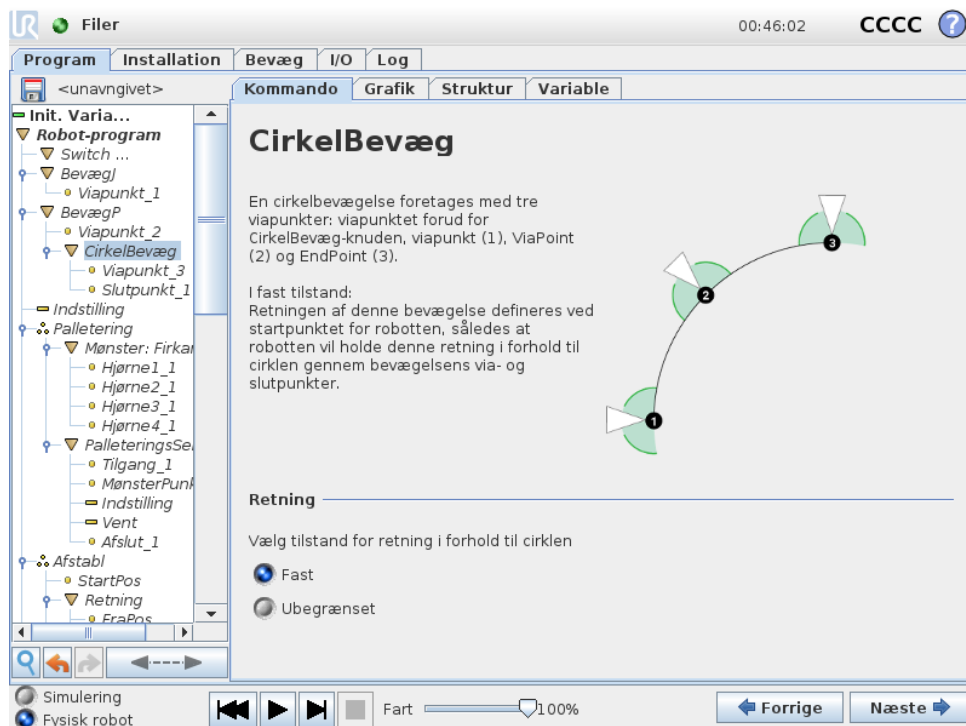 UR Filer 00:46:02 CCCC ?
Program Installation Bevæg I/O Log
<unavngivet> Kommando Grafik Struktur Variable
Init. Varia...
Robot-program
Switch ...
BevægJ
Viapunkt_1
BevægP
Viapunkt_2
CirkelBevæg
Viapunkt_3
Slutpunkt_1
Indstilling
Palletering
Mønster: Firkar
Hjørne1_1
Hjørne2_1
Hjørne3_1
Hjørne4_1
PalleteringsSe
Tilgang_1
MønsterPunk
Indstilling
Vent
Afslut_1
Afstabl
StartPos
Retning
FraPos
CirkelBevæg
En cirkelbevægelse foretages med tre
viapunkter: viapunktet forud for
CirkelBevæg-knuden, viapunkt (1), ViaPoint
(2) og EndPoint (3).
I fast tilstand:
Retningen af denne bevægelse defineres ved
startpunktet for robotten, således at
robotten vil holde denne retning i forhold til
cirklen gennem bevægelsens via- og
slutpunkter.
3
2
1
Retning
Vælg tilstand for retning i forhold til cirklen
Fast
Ubegrænset
Simulering
Fysisk robot
Fart 100%
Forrige Næste